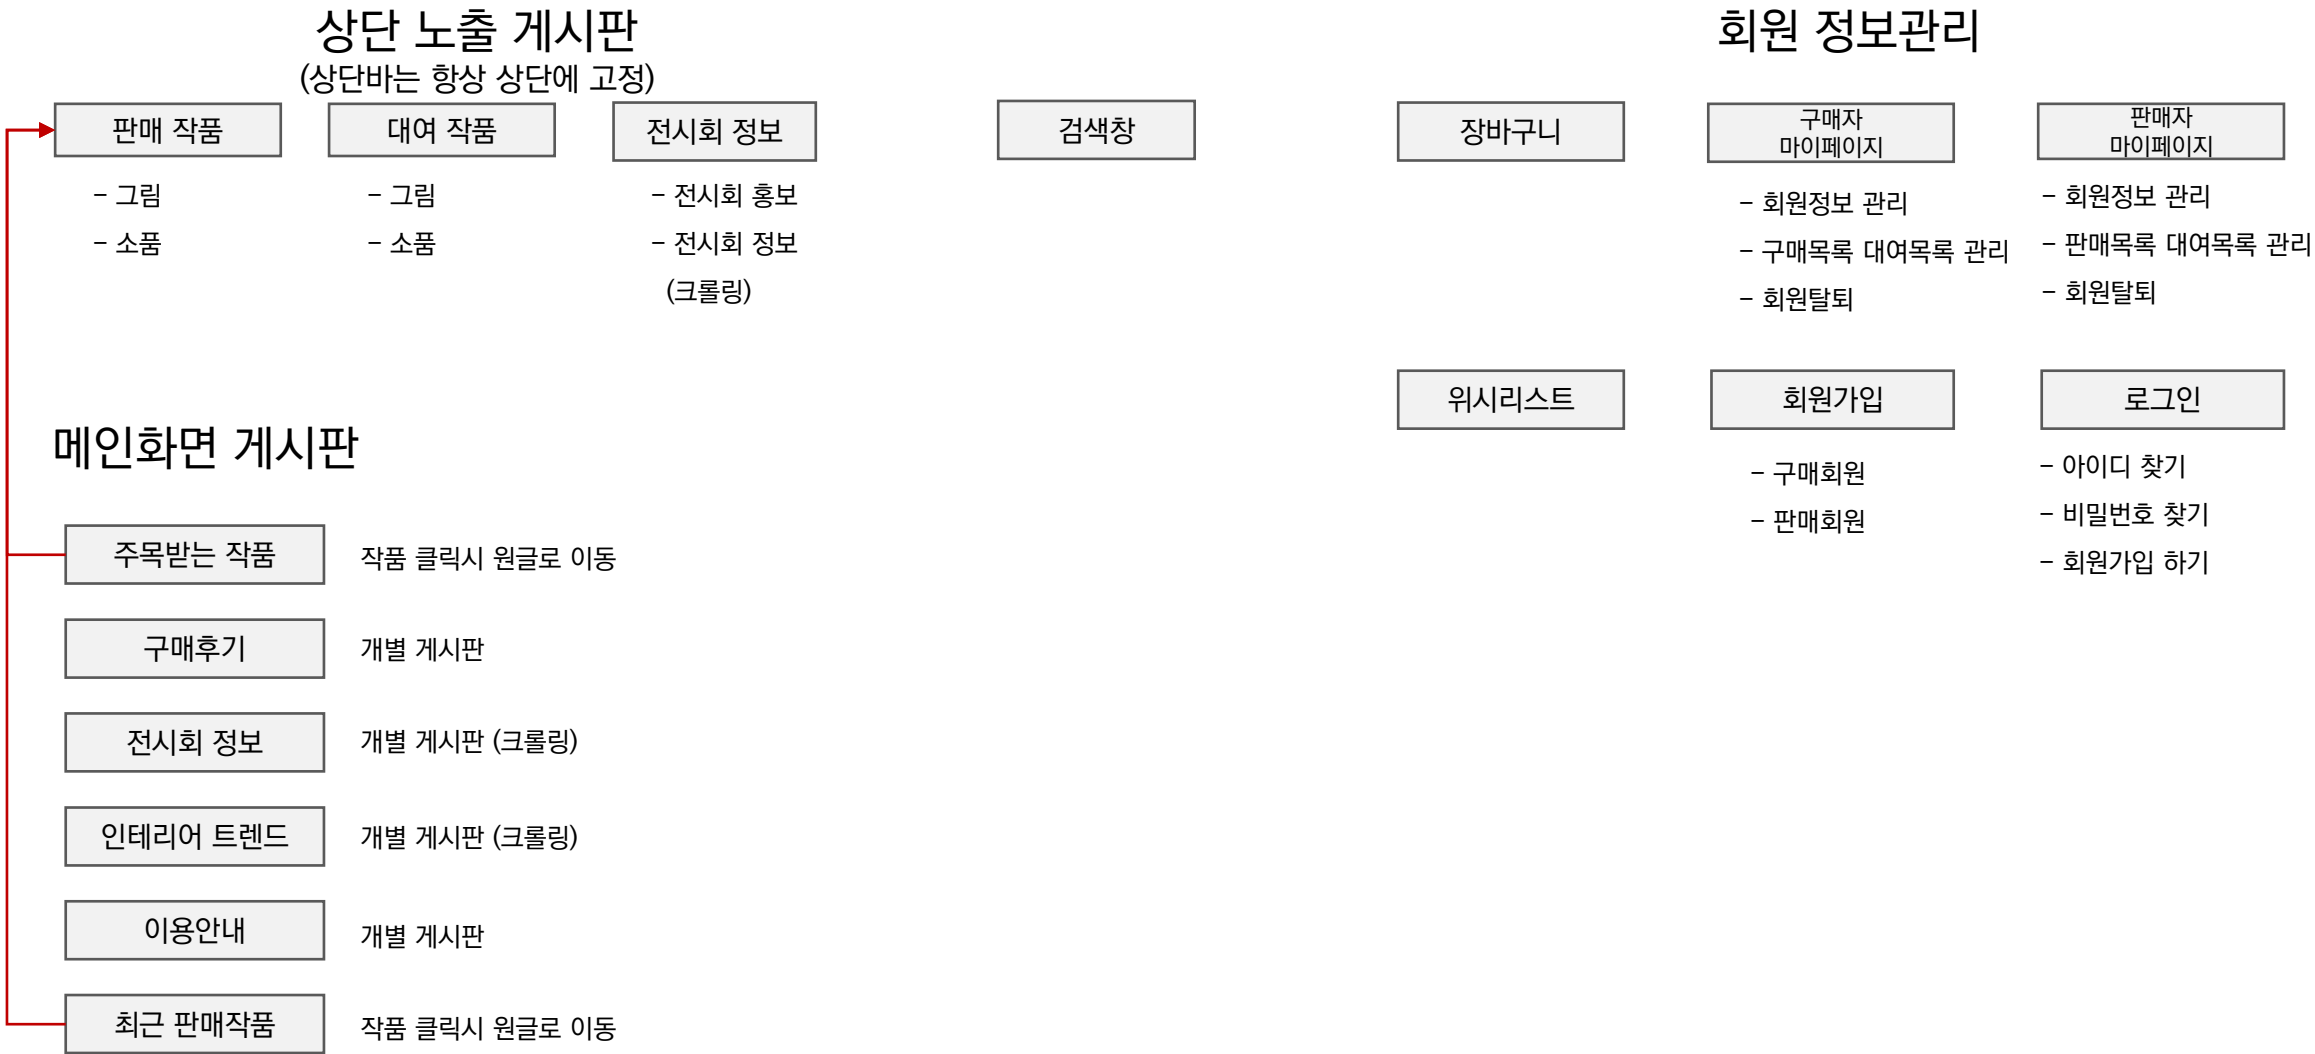 상단 노출 게시판
(상단바는 항상 상단에 고정)
판매 작품
- 그림
- 소품
대여 작품
- 그림
- 소품
전시회 정보
- 전시회 홍보
- 전시회 정보
(크롤링)
검색창
회원 정보관리
장바구니
구매자
마이페이지
- 회원정보 관리
- 구매목록 대여목록 관리
- 회원탈퇴
판매자
마이페이지
- 회원정보 관리
- 판매목록 대여목록 관리
- 회원탈퇴
위시리스트
회원가입
- 구매회원
- 판매회원
로그인
- 아이디 찾기
- 비밀번호 찾기
- 회원가입 하기
메인화면 게시판
주목받는 작품
작품 클릭시 원글로 이동
구매후기
개별 게시판
전시회 정보
개별 게시판 (크롤링)
인테리어 트렌드
개별 게시판 (크롤링)
이용안내
개별 게시판
최근 판매작품
작품 클릭시 원글로 이동